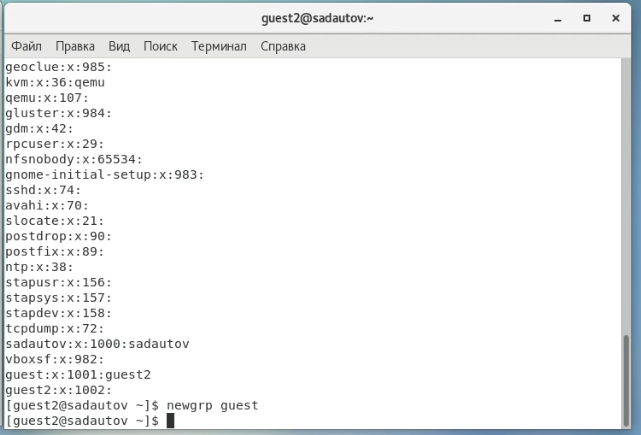 guest2@sadautov:~
Файл Правка Вид Поиск Терминал Справка
geoclue:x:985:
kvm:x:36:qemu
qemu:x:107:
gluster:x:984:
gdm:x:42:
rpcuser:x:29:
nfsnobody:x:65534:
gnome-initial-setup:x:983:
sshd:x:74:
avahi:x:70:
slocate:x:21:
postdrop:x:90:
postfix:x:89:
ntp:x:38:
stapusr:x:156:
stapsys:x:157:
stapdev:x:158:
tcpdump:x:72:
sadautov:x:1000:sadautov
vboxsf:x:982:
guest:x:1001:guest2
guest2:x:1002:
[guest2@sadautov ~]$ newgrp guest
[guest2@sadautov ~]$